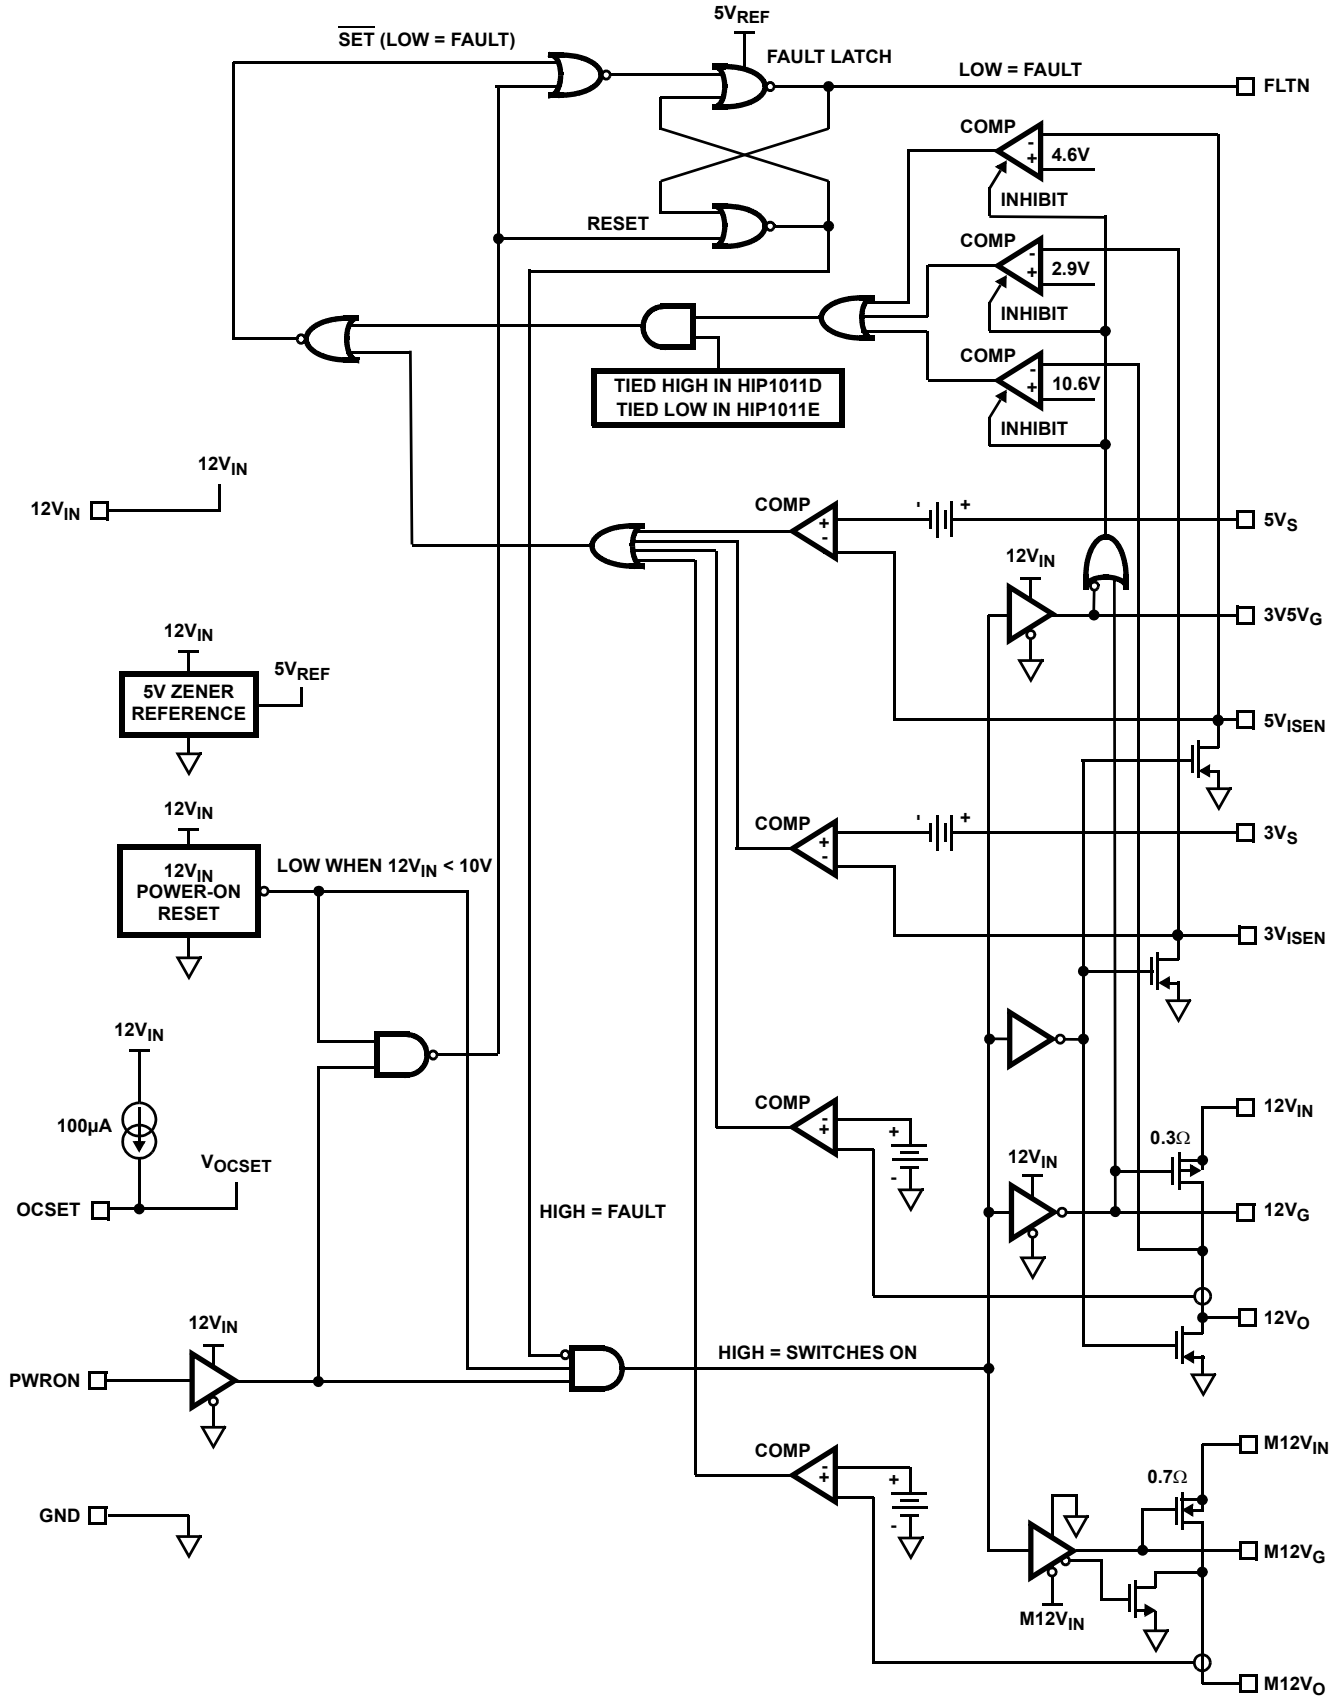 5VREF
SET (LOW = FAULT)
FAULT LATCH
LOW = FAULT
FLTN
COMP
-
+
4.6V
INHIBIT
RESET
COMP
-
+
2.9V
INHIBIT
COMP
-
+
10.6V
INHIBIT
TIED HIGH IN HIP1011D
TIED LOW IN HIP1011E
12VIN
12VIN
COMP
+
-
-
+
5VS
12VIN
3V5VG
12VIN
5V ZENER
REFERENCE
5VREF
5VISEN
12VIN
12VIN
POWER-ON
RESET
LOW WHEN 12VIN < 10V
COMP
+
-
-
+
3VS
3VISEN
12VIN
100µA
VOCSET
OCSET
COMP
-
+
+
-
12VIN
0.3Ω
12VIN
12VG
HIGH = FAULT
12VO
12VIN
PWRON
HIGH = SWITCHES ON
COMP
-
+
+
-
M12VIN
0.7Ω
GND
M12VG
M12VIN
M12VO